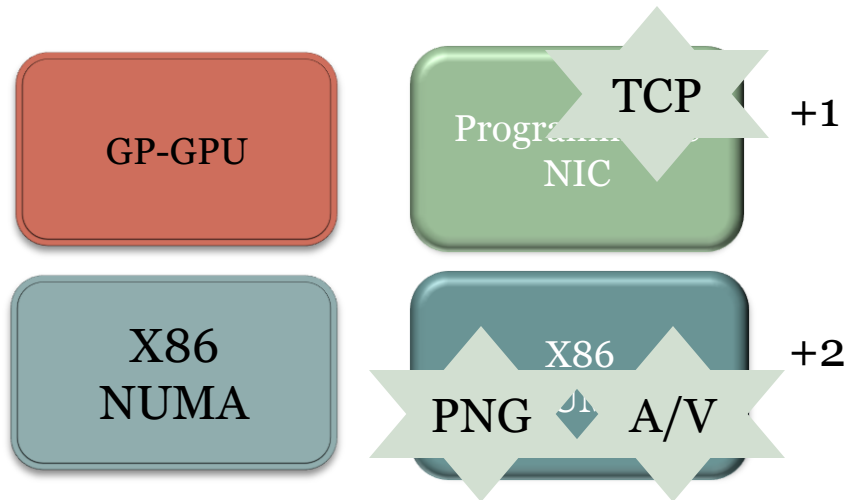 GP-GPU
TCP
+1
NIC
X86
NUMA
X86
+2
PNG
A/V